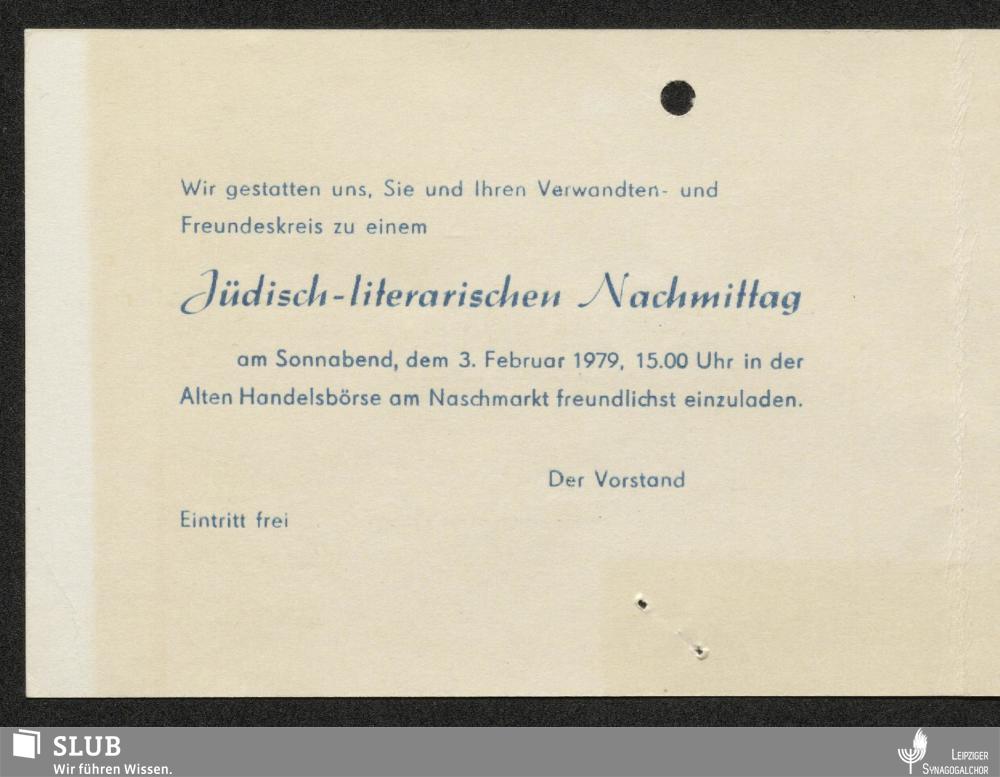 Wir gestatten uns, Sie und Ihren Verwandten- und
Freundeskreis zu einem
Jüdisch-literarischen Nachmittag
am Sonnabend, dem 3. Februar 1979, 15.00 Uhr in der
Alten Handelsbörse am Naschmarkt freundlichst einzuladen.
Der Vorstand
Eintritt frei
SLUB
Wir führen Wissen.
LEIPZIGER
SYNAGOGALCHOR